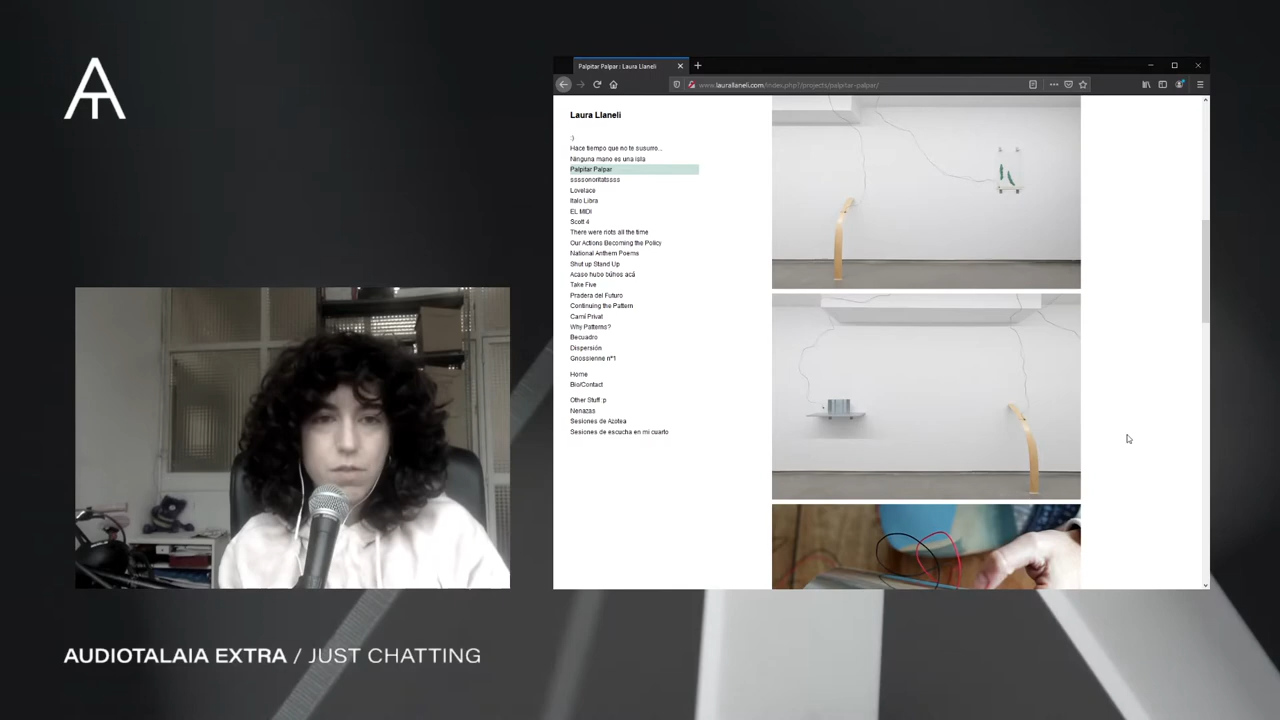 AT
Palpitar Palpar : Laura Llaneli
www.laurallaneli.com/index.php?/projects/palpitar-palpar/
Laura Llaneli
:)
Hace tiempo que no te susurro...
Ninguna mano es una isla
Palpitar Palpar
ssssonoritatssss
Lovelace
Italo Libra
EL MIDI
Scott 4
There were nots all the time
Our Actions Becoming the Policy
National Anthem Poems
Shut up Stand Up
Acaso hubo búhos acá
Take Five
Pradera del Futuro
Continuing the Pattern
Camí Privat
Why Patterns?
Becuadro
Dispersión
Gnossienne nº1
Home
Bio/Contact
Other Stuff :p
Nenazas
Sesiones de Azotea
Sesiones de escucha en mi cuarto
AUDIOTALAIA EXTRA / JUST CHATTING